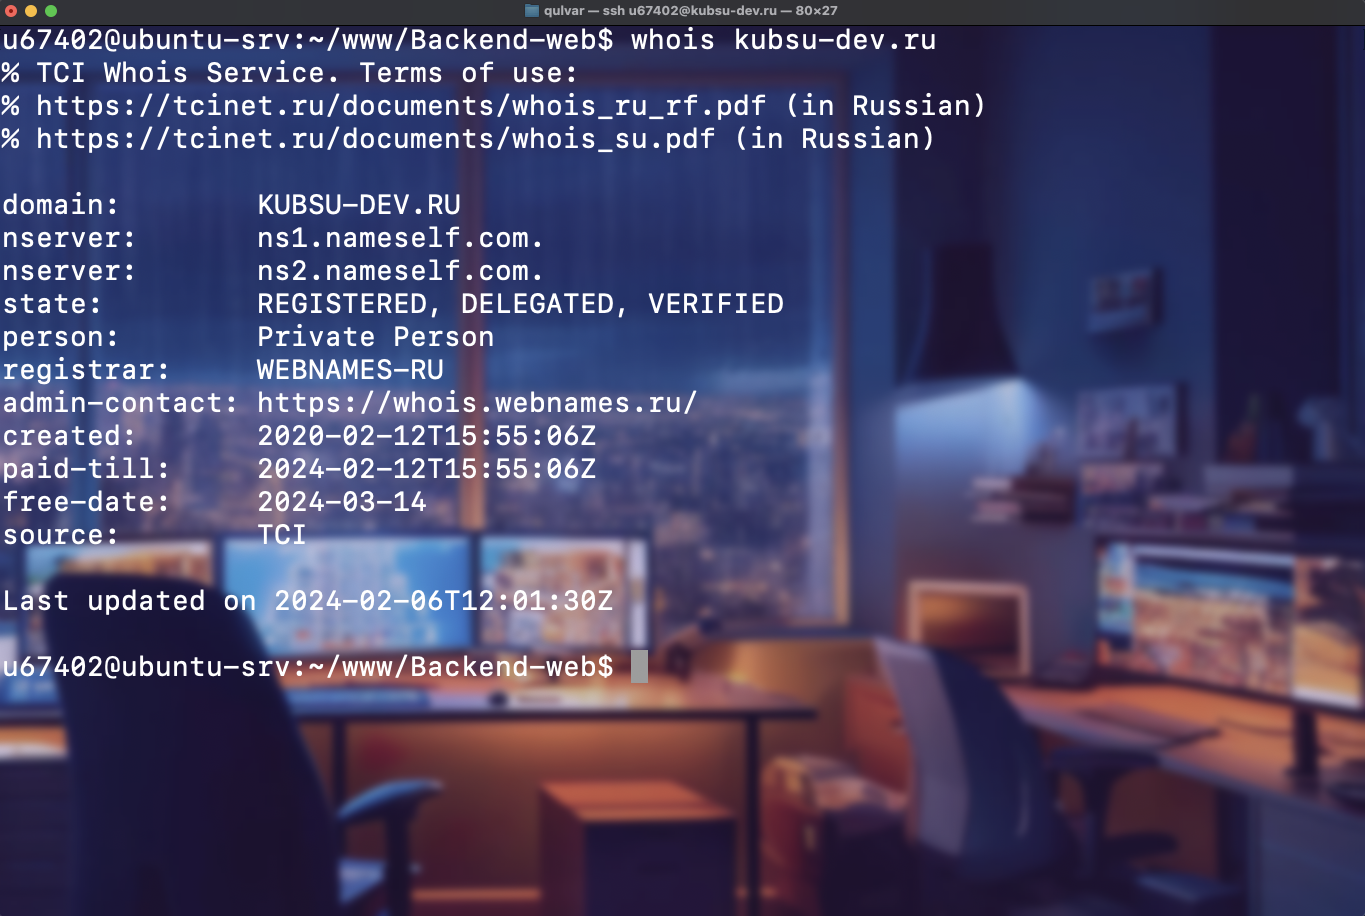 qulvar — ssh u67402@kubsu-dev.ru — 80×27
u67402@ubuntu-srv:~/www/Backend-web$ whois kubsu-dev.ru
% TCI Whois Service. Terms of use:
% https://tcinet.ru/documents/whois_ru_rf.pdf (in Russian)
% https://tcinet.ru/documents/whois_su.pdf (in Russian)
domain:        KUBSU-DEV.RU
nserver:       ns1.nameself.com.
nserver:       ns2.nameself.com.
state:         REGISTERED, DELEGATED, VERIFIED
person:        Private Person
registrar:     WEBNAMES-RU
admin-contact: https://whois.webnames.ru/
created:       2020-02-12T15:55:06Z
paid-till:     2024-02-12T15:55:06Z
free-date:     2024-03-14
source:        TCI
Last updated on 2024-02-06T12:01:30Z
u67402@ubuntu-srv:~/www/Backend-web$